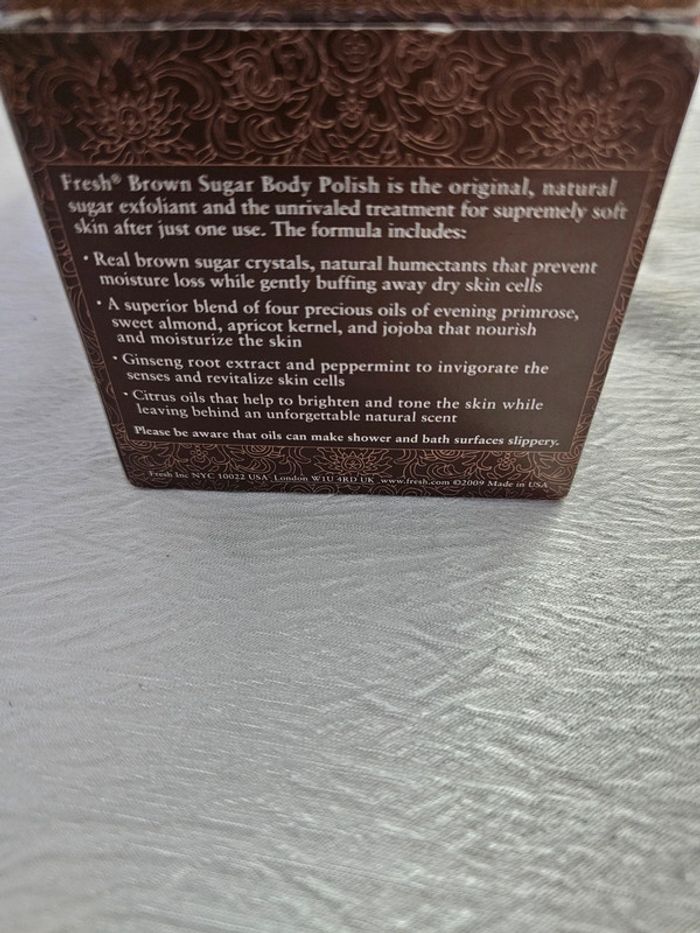 Fresh® Brown Sugar Body Polish is the original, natural
sugar exfoliant and the unrivaled treatment for supremely soft
skin after just one use. The formula includes:
• Real brown sugar crystals, natural humectants that prevent
moisture loss while gently buffing away dry skin cells
• A superior blend of four precious oils of evening primrose,
sweet almond, apricot kernel, and jojoba that nourish
and moisturize the skin
• Ginseng root extract and peppermint to invigorate the
senses and revitalize skin cells
• Citrus oils that help to brighten and tone the skin while
leaving behind an unforgettable natural scent
Please be aware that oils can make shower and bath surfaces slippery.
Fresh Inc NYC 10022 USA London W1U 4RD UK www.fresh.com ©2009 Made in USA